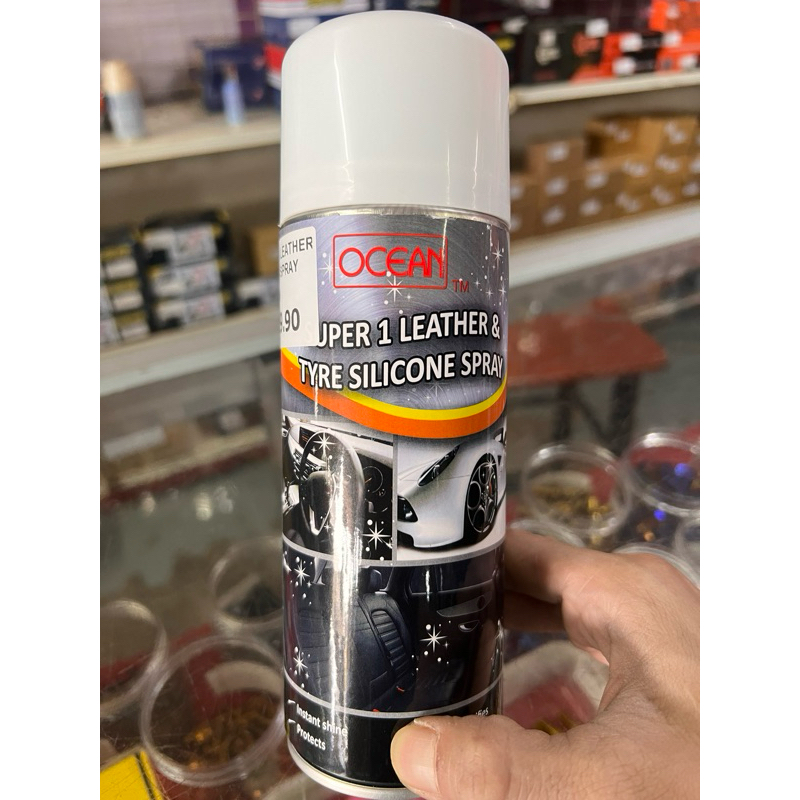 LEATHER
SPRAY
.90
OCEAN
TM
UPER 1 LEATHER &
TYRE SILICONE SPRAY
Instant shine
Protects